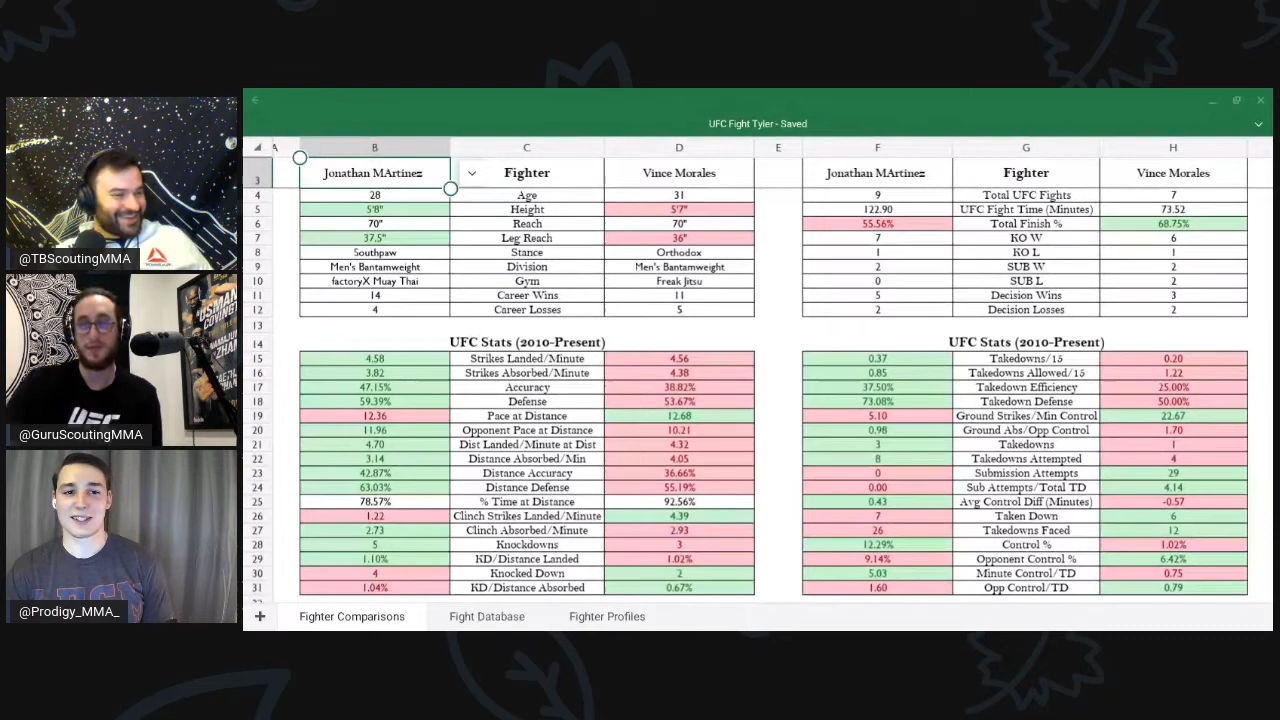 UFC Fight Tyler - Saved
A B C D E F G H
3 Jonathan MArtinez Fighter Vince Morales Jonathan MArtinez Fighter Vince Morales
4 28 Age 31 9 Total UFC Fights 7
5 5'8" Height 5'7" 122.90 UFC Fight Time (Minutes) 73.52
6 70" Reach 70" 55.56% Total Finish % 68.75%
7 37.5" Leg Reach 36" 7 KO W 6
8 Southpaw Stance Orthodox 1 KO L 1
9 Men's Bantamweight Division Men's Bantamweight 2 SUB W 2
10 factoryX Muay Thai Gym Freak Jitsu 0 SUB L 2
11 14 Career Wins 11 5 Decision Wins 3
12 4 Career Losses 5 2 Decision Losses 2
13
14 UFC Stats (2010-Present) UFC Stats (2010-Present)
15 4.58 Strikes Landed/Minute 4.56 0.37 Takedowns/15 0.20
16 3.82 Strikes Absorbed/Minute 4.38 0.85 Takedowns Allowed/15 1.22
17 47.15% Accuracy 38.82% 37.50% Takedown Efficiency 25.00%
18 59.39% Defense 53.67% 73.08% Takedown Defense 50.00%
19 12.36 Pace at Distance 12.68 5.10 Ground Strikes/Min Control 22.67
20 11.96 Opponent Pace at Distance 10.21 0.98 Ground Abs/Opp Control 1.70
21 4.70 Dist Landed/Minute at Dist 4.32 3 Takedowns 1
22 3.14 Distance Absorbed/Min 4.05 8 Takedowns Attempted 4
23 42.87% Distance Accuracy 36.66% 0 Submission Attempts 29
24 63.03% Distance Defense 55.19% 0.00 Sub Attempts/Total TD 4.14
25 78.57% % Time at Distance 92.56% 0.43 Avg Control Diff (Minutes) -0.57
26 1.22 Clinch Strikes Landed/Minute 4.39 7 Taken Down 6
27 2.73 Clinch Absorbed/Minute 2.93 26 Takedowns Faced 12
28 5 Knockdowns 3 12.29% Control % 1.02%
29 1.10% KD/Distance Landed 1.02% 9.14% Opponent Control % 6.42%
30 4 Knocked Down 2 5.03 Minute Control/TD 0.75
31 1.04% KD/Distance Absorbed 0.67% 1.60 Opp Control/TD 0.79
Fighter Comparisons Fight Database Fighter Profiles
@TBScoutingMMA
USMAN
COVINGTON
UFC
@GuruScoutingMMA
@Prodigy_MMA_